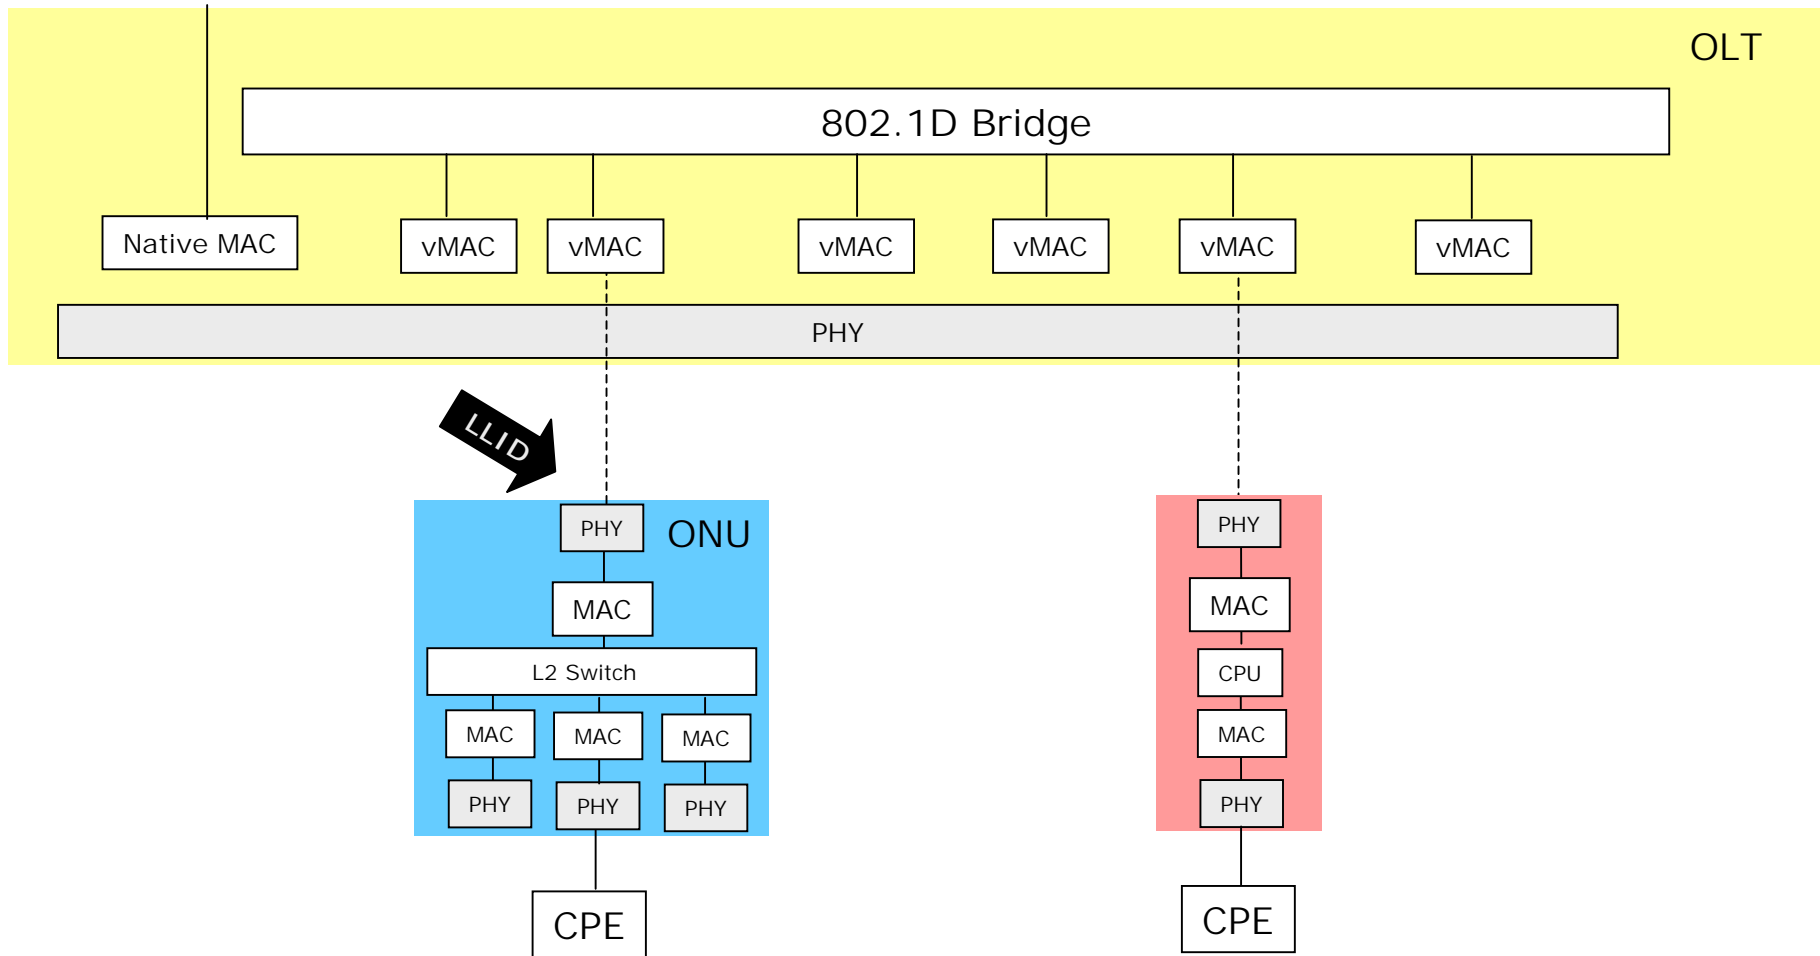 OLT
802.1D Bridge
Native MAC
vMAC
vMAC
vMAC
vMAC
vMAC
vMAC
PHY
LLID
PHY
ONU
MAC
L2 Switch
MAC
MAC
MAC
PHY
PHY
PHY
CPE
PHY
MAC
CPU
MAC
PHY
CPE